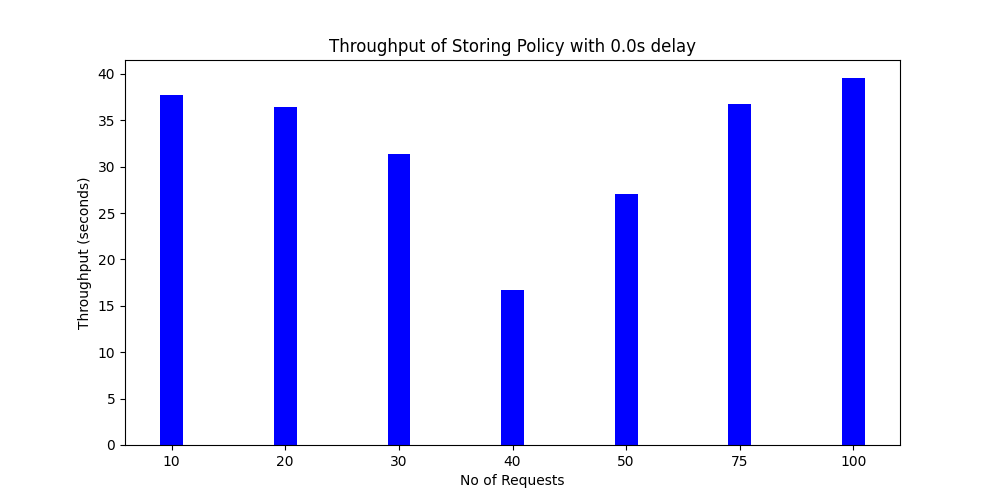 Throughput of Storing Policy with 0.0s delay
Throughput (seconds)
40
35
30
25
20
15
10
5
0
10 20 30 40 50 75 100
No of Requests